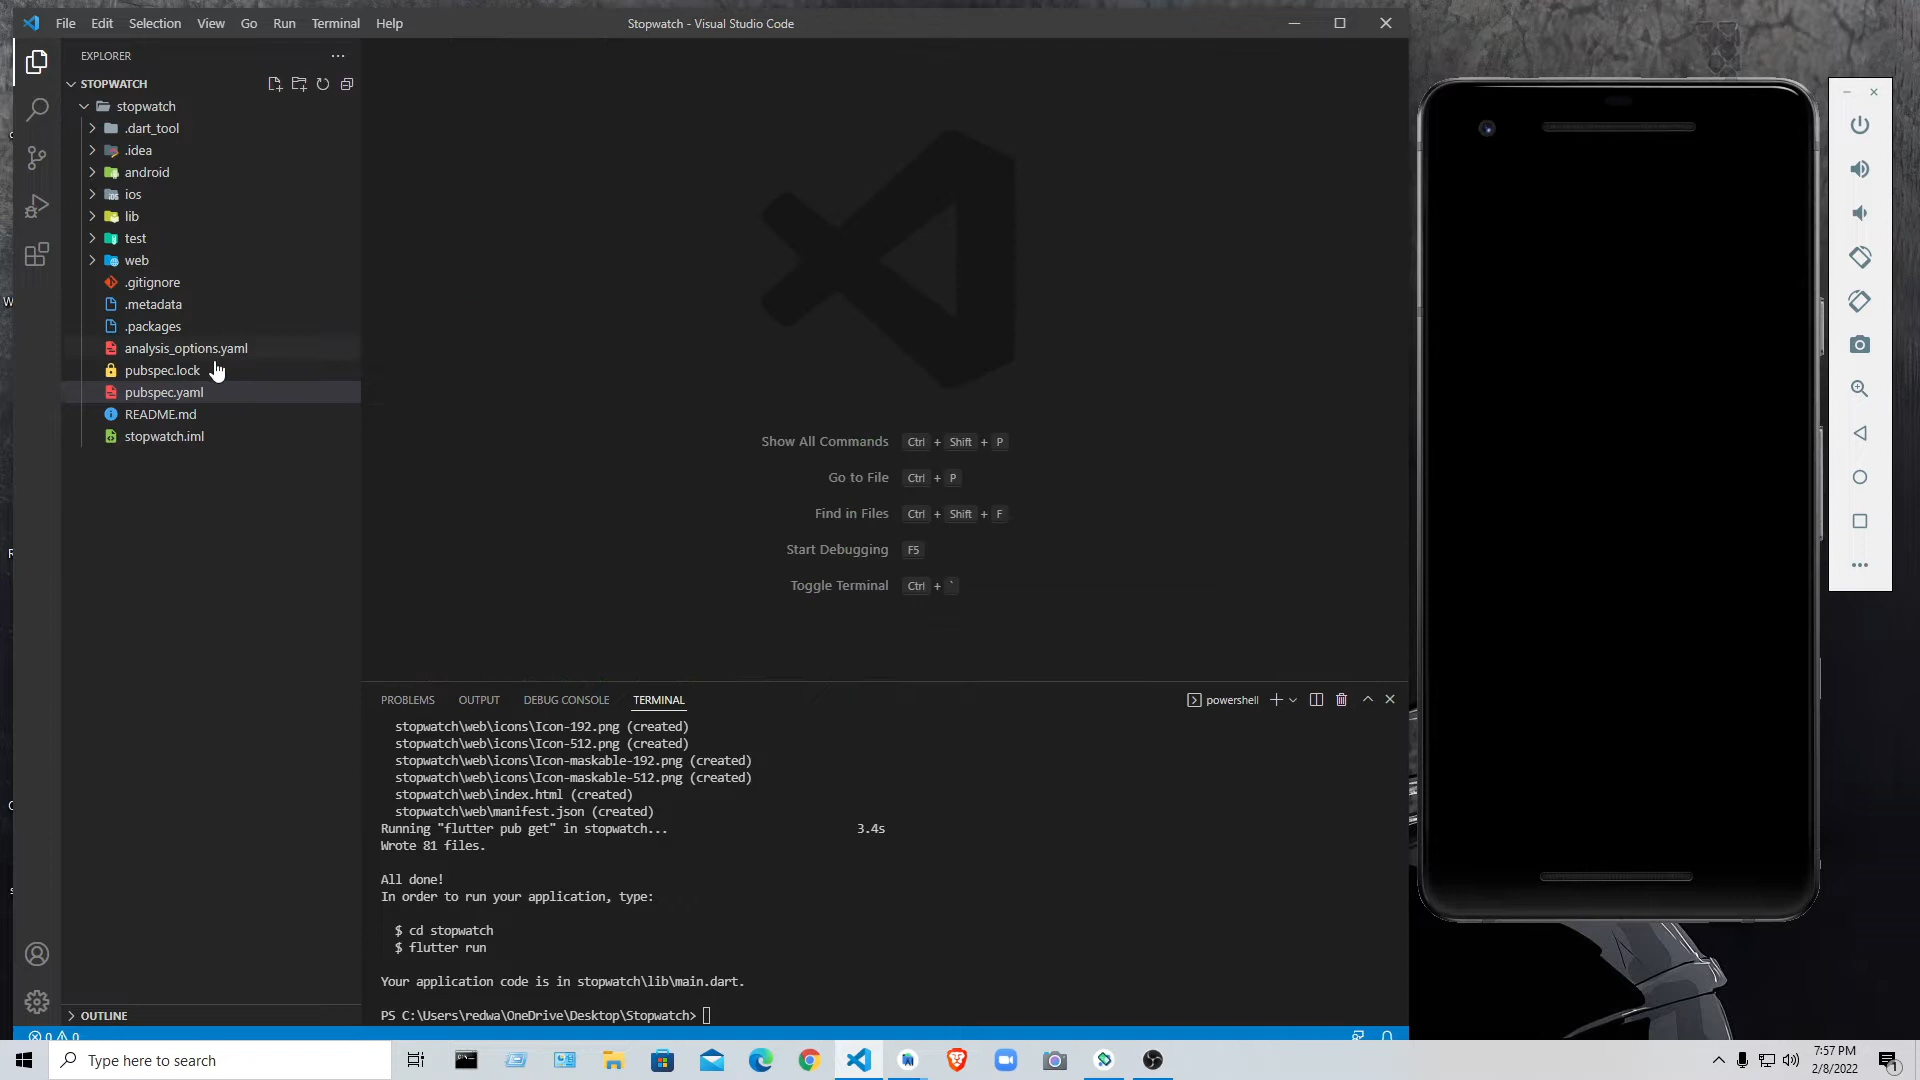 File Edit Selection View Go Run Terminal Help
Stopwatch - Visual Studio Code
EXPLORER
STOPWATCH
stopwatch
.dart_tool
.idea
android
ios
lib
test
web
.gitignore
.metadata
.packages
analysis_options.yaml
pubspec.lock
pubspec.yaml
README.md
stopwatch.iml
OUTLINE
Show All Commands Ctrl + Shift + P
Go to File Ctrl + P
Find in Files Ctrl + Shift + F
Start Debugging F5
Toggle Terminal Ctrl + `
PROBLEMS OUTPUT DEBUG CONSOLE TERMINAL
powershell
stopwatch\web\icons\Icon-192.png (created)
stopwatch\web\icons\Icon-512.png (created)
stopwatch\web\icons\Icon-maskable-192.png (created)
stopwatch\web\icons\Icon-maskable-512.png (created)
stopwatch\web\index.html (created)
stopwatch\web\manifest.json (created)
Running "flutter pub get" in stopwatch... 3.4s
Wrote 81 files.
All done!
In order to run your application, type:
$ cd stopwatch
$ flutter run
Your application code is in stopwatch\lib\main.dart.
PS C:\Users\redwa\OneDrive\Desktop\Stopwatch>
0 0
Type here to search
7:57 PM
2/8/2022
1